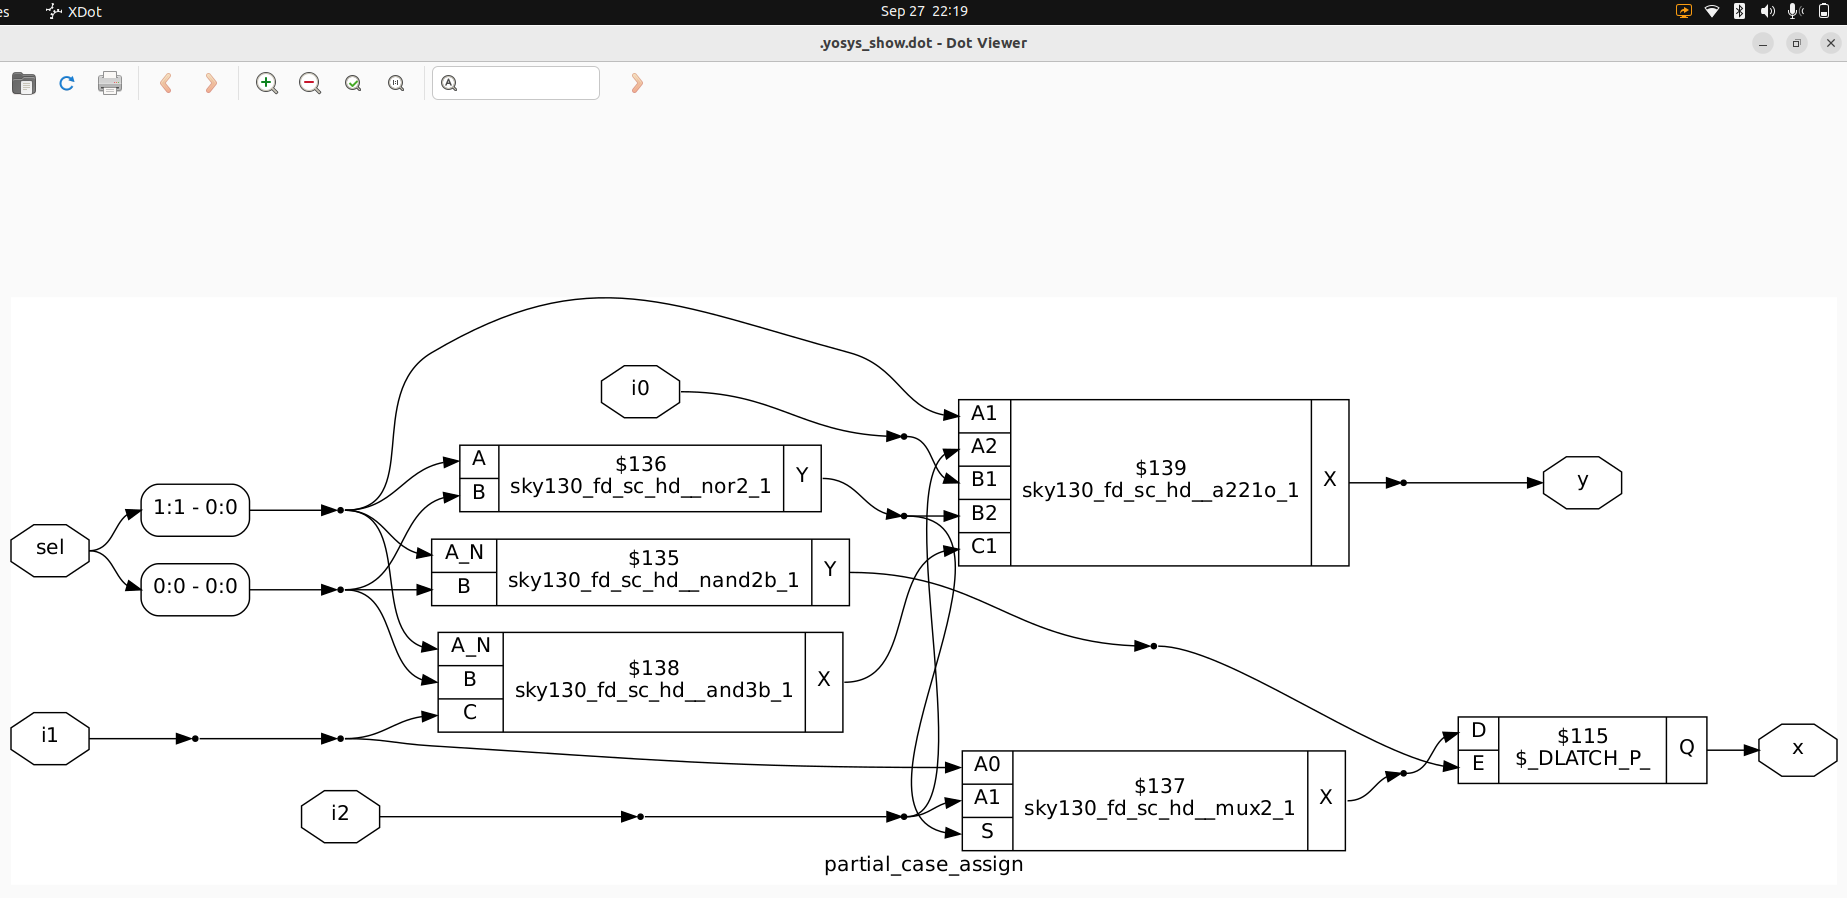 es XDot Sep 27 22:19
.yosys_show.dot - Dot Viewer
i0
A1
A2
B1
B2
C1
$139
sky130_fd_sc_hd__a221o_1
X
y
A
B
$136
sky130_fd_sc_hd__nor2_1
Y
1:1 - 0:0
sel
0:0 - 0:0
A_N
B
$135
sky130_fd_sc_hd__nand2b_1
Y
A_N
B
C
$138
sky130_fd_sc_hd__and3b_1
X
i1
i2
A0
A1
S
$137
sky130_fd_sc_hd__mux2_1
X
D
E
$115
$_DLATCH_P_
Q
x
partial_case_assign